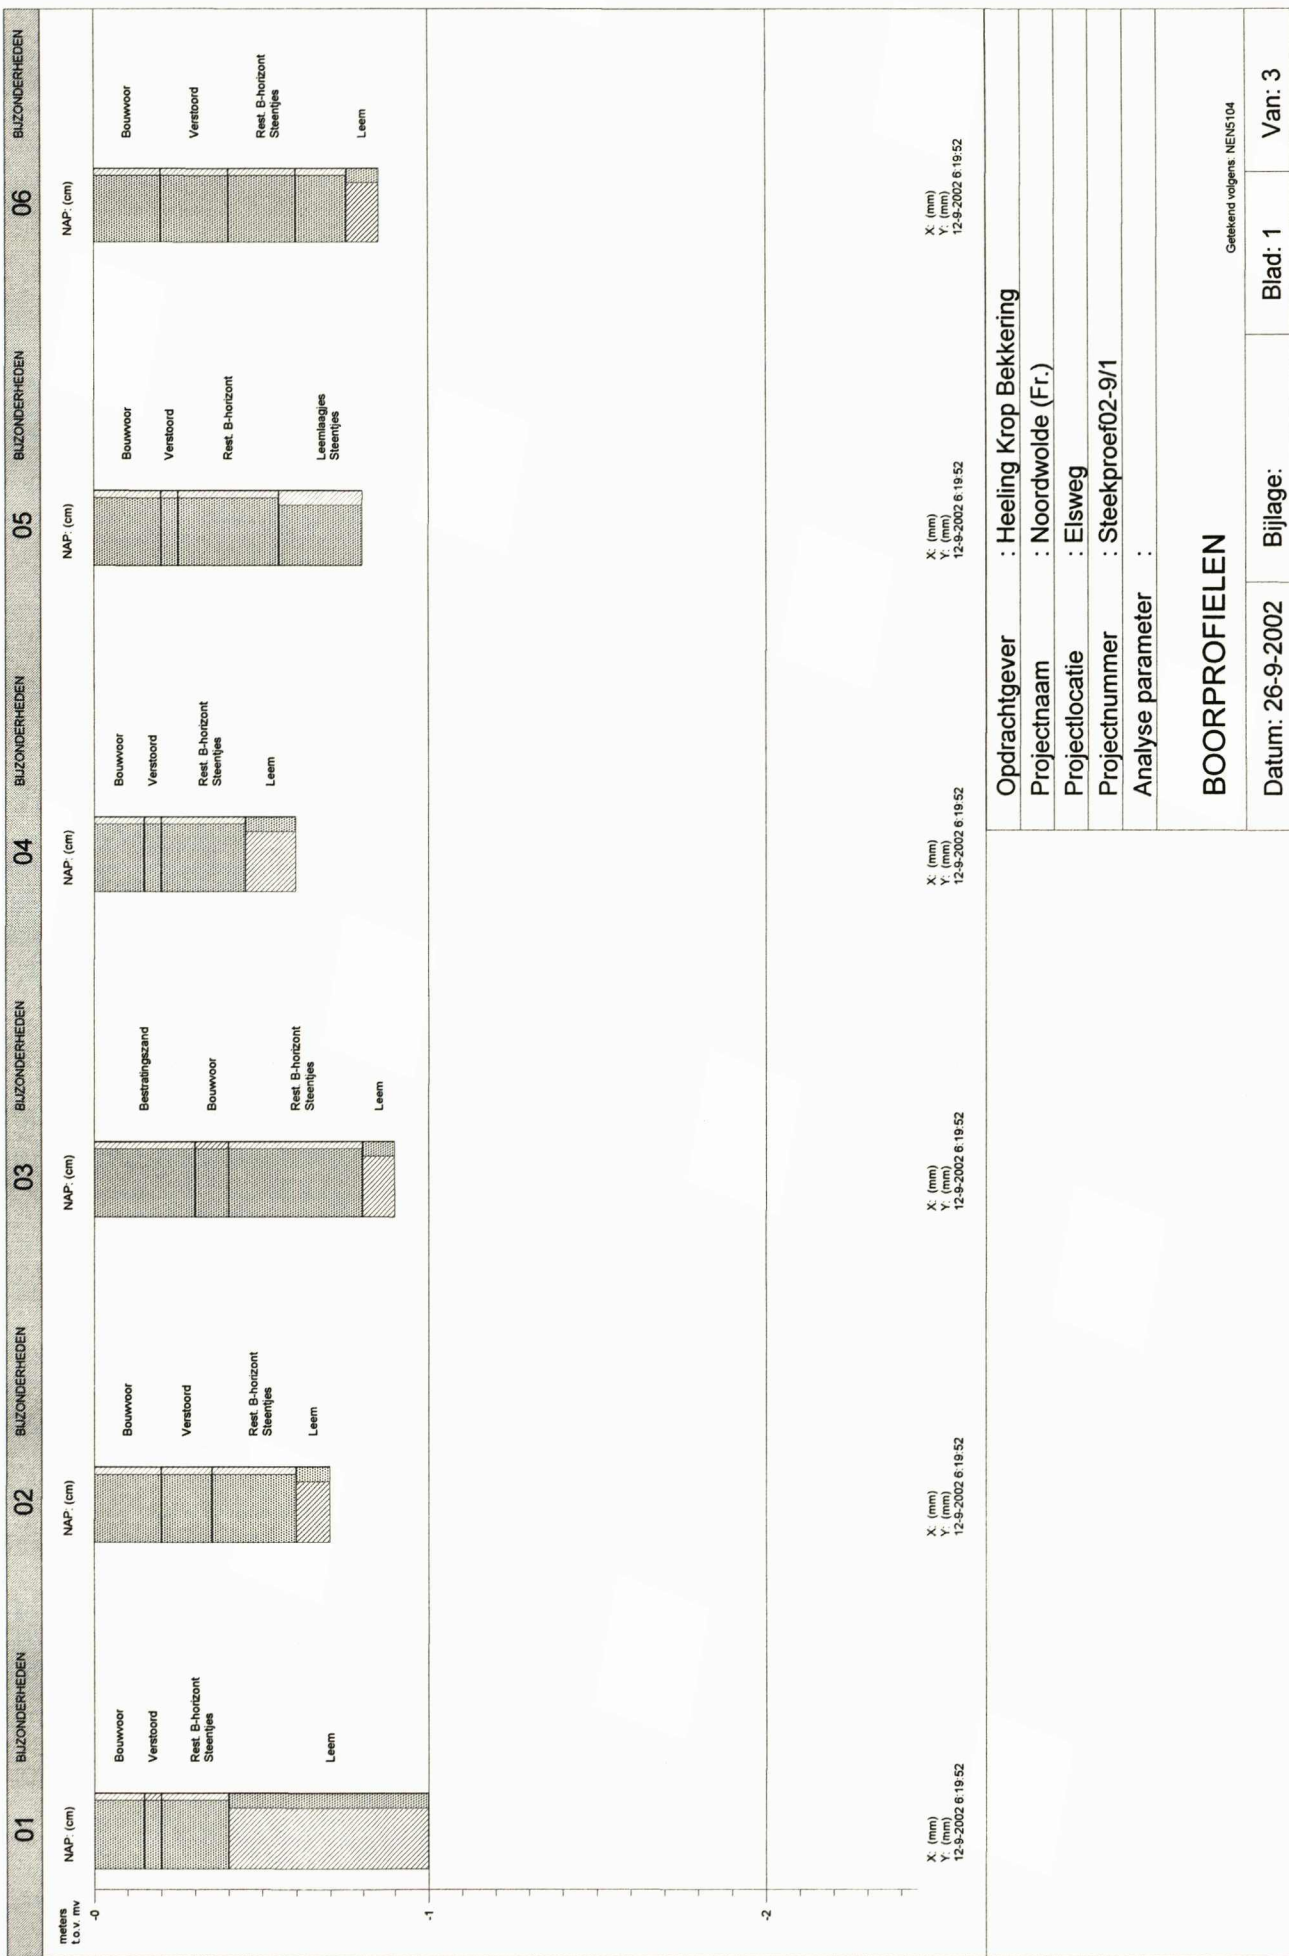 01 BIJZONDERHEDEN 02 BIJZONDERHEDEN 03 BIJZONDERHEDEN 04 BIJZONDERHEDEN 05 BIJZONDERHEDEN 06 BIJZONDERHEDEN
meters
t.o.v. mv
NAP: (cm) NAP: (cm) NAP: (cm) NAP: (cm) NAP: (cm) NAP: (cm)
-0
-1
-2
Bouwvoor
Verstoord
Rest. B-horizont
Steentjes
Leem
Bouwvoor
Verstoord
Rest. B-horizont
Steentjes
Leem
Bestratingszand
Bouwvoor
Rest. B-horizont
Steentjes
Leem
Bouwvoor
Verstoord
Rest. B-horizont
Steentjes
Leem
Bouwvoor
Verstoord
Rest. B-horizont
Leemlaagjes
Steentjes
Bouwvoor
Verstoord
Rest. B-horizont
Steentjes
Leem
X: (mm)
Y: (mm)
12-9-2002 6:19:52
X: (mm)
Y: (mm)
12-9-2002 6:19:52
X: (mm)
Y: (mm)
12-9-2002 6:19:52
X: (mm)
Y: (mm)
12-9-2002 6:19:52
X: (mm)
Y: (mm)
12-9-2002 6:19:52
X: (mm)
Y: (mm)
12-9-2002 6:19:52
Opdrachtgever : Heeling Krop Bekkering
Projectnaam : Noordwolde (Fr.)
Projectlocatie : Elsweg
Projectnummer : Steekproef02-9/1
Analyse parameter :
BOORPROFIELEN
Getekend volgens: NEN5104
Datum: 26-9-2002 Bijlage: Blad: 1 Van: 3